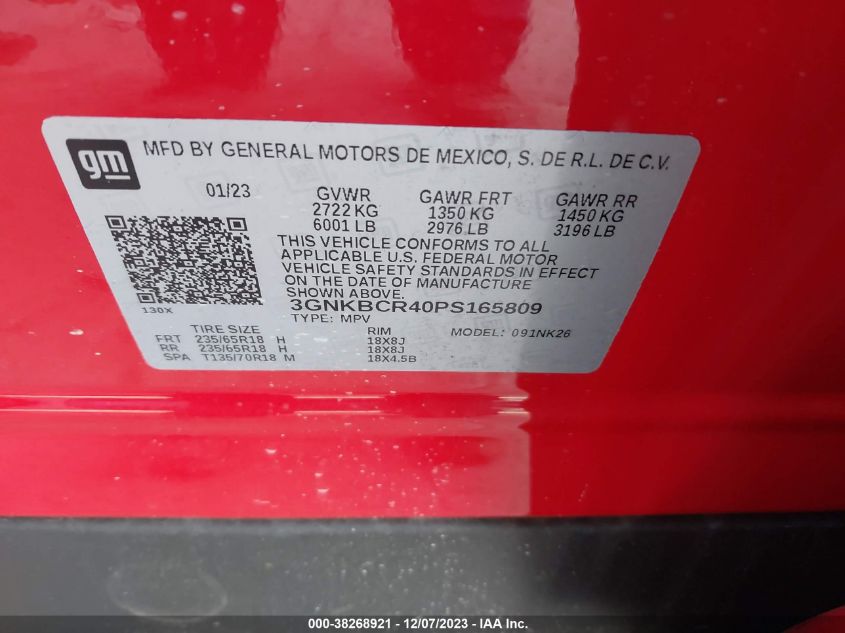 gm
MFD BY GENERAL MOTORS DE MEXICO, S. DE R.L. DE C.V.
01/23 GVWR GAWR FRT GAWR RR
2722 KG 1350 KG 1450 KG
6001 LB 2976 LB 3196 LB
THIS VEHICLE CONFORMS TO ALL
APPLICABLE U.S. FEDERAL MOTOR
VEHICLE SAFETY STANDARDS IN EFFECT
ON THE DATE OF MANUFACTURE
SHOWN ABOVE.
130X
3GNKBCR40PS165809
TYPE: MPV MODEL: 091NK26
TIRE SIZE RIM
FRT 235/65R18 H 18X8J
RR 235/65R18 H 18X8J
SPA T135/70R18 M 18X4.5B
000-38268921 - 12/07/2023 - IAA, Inc.